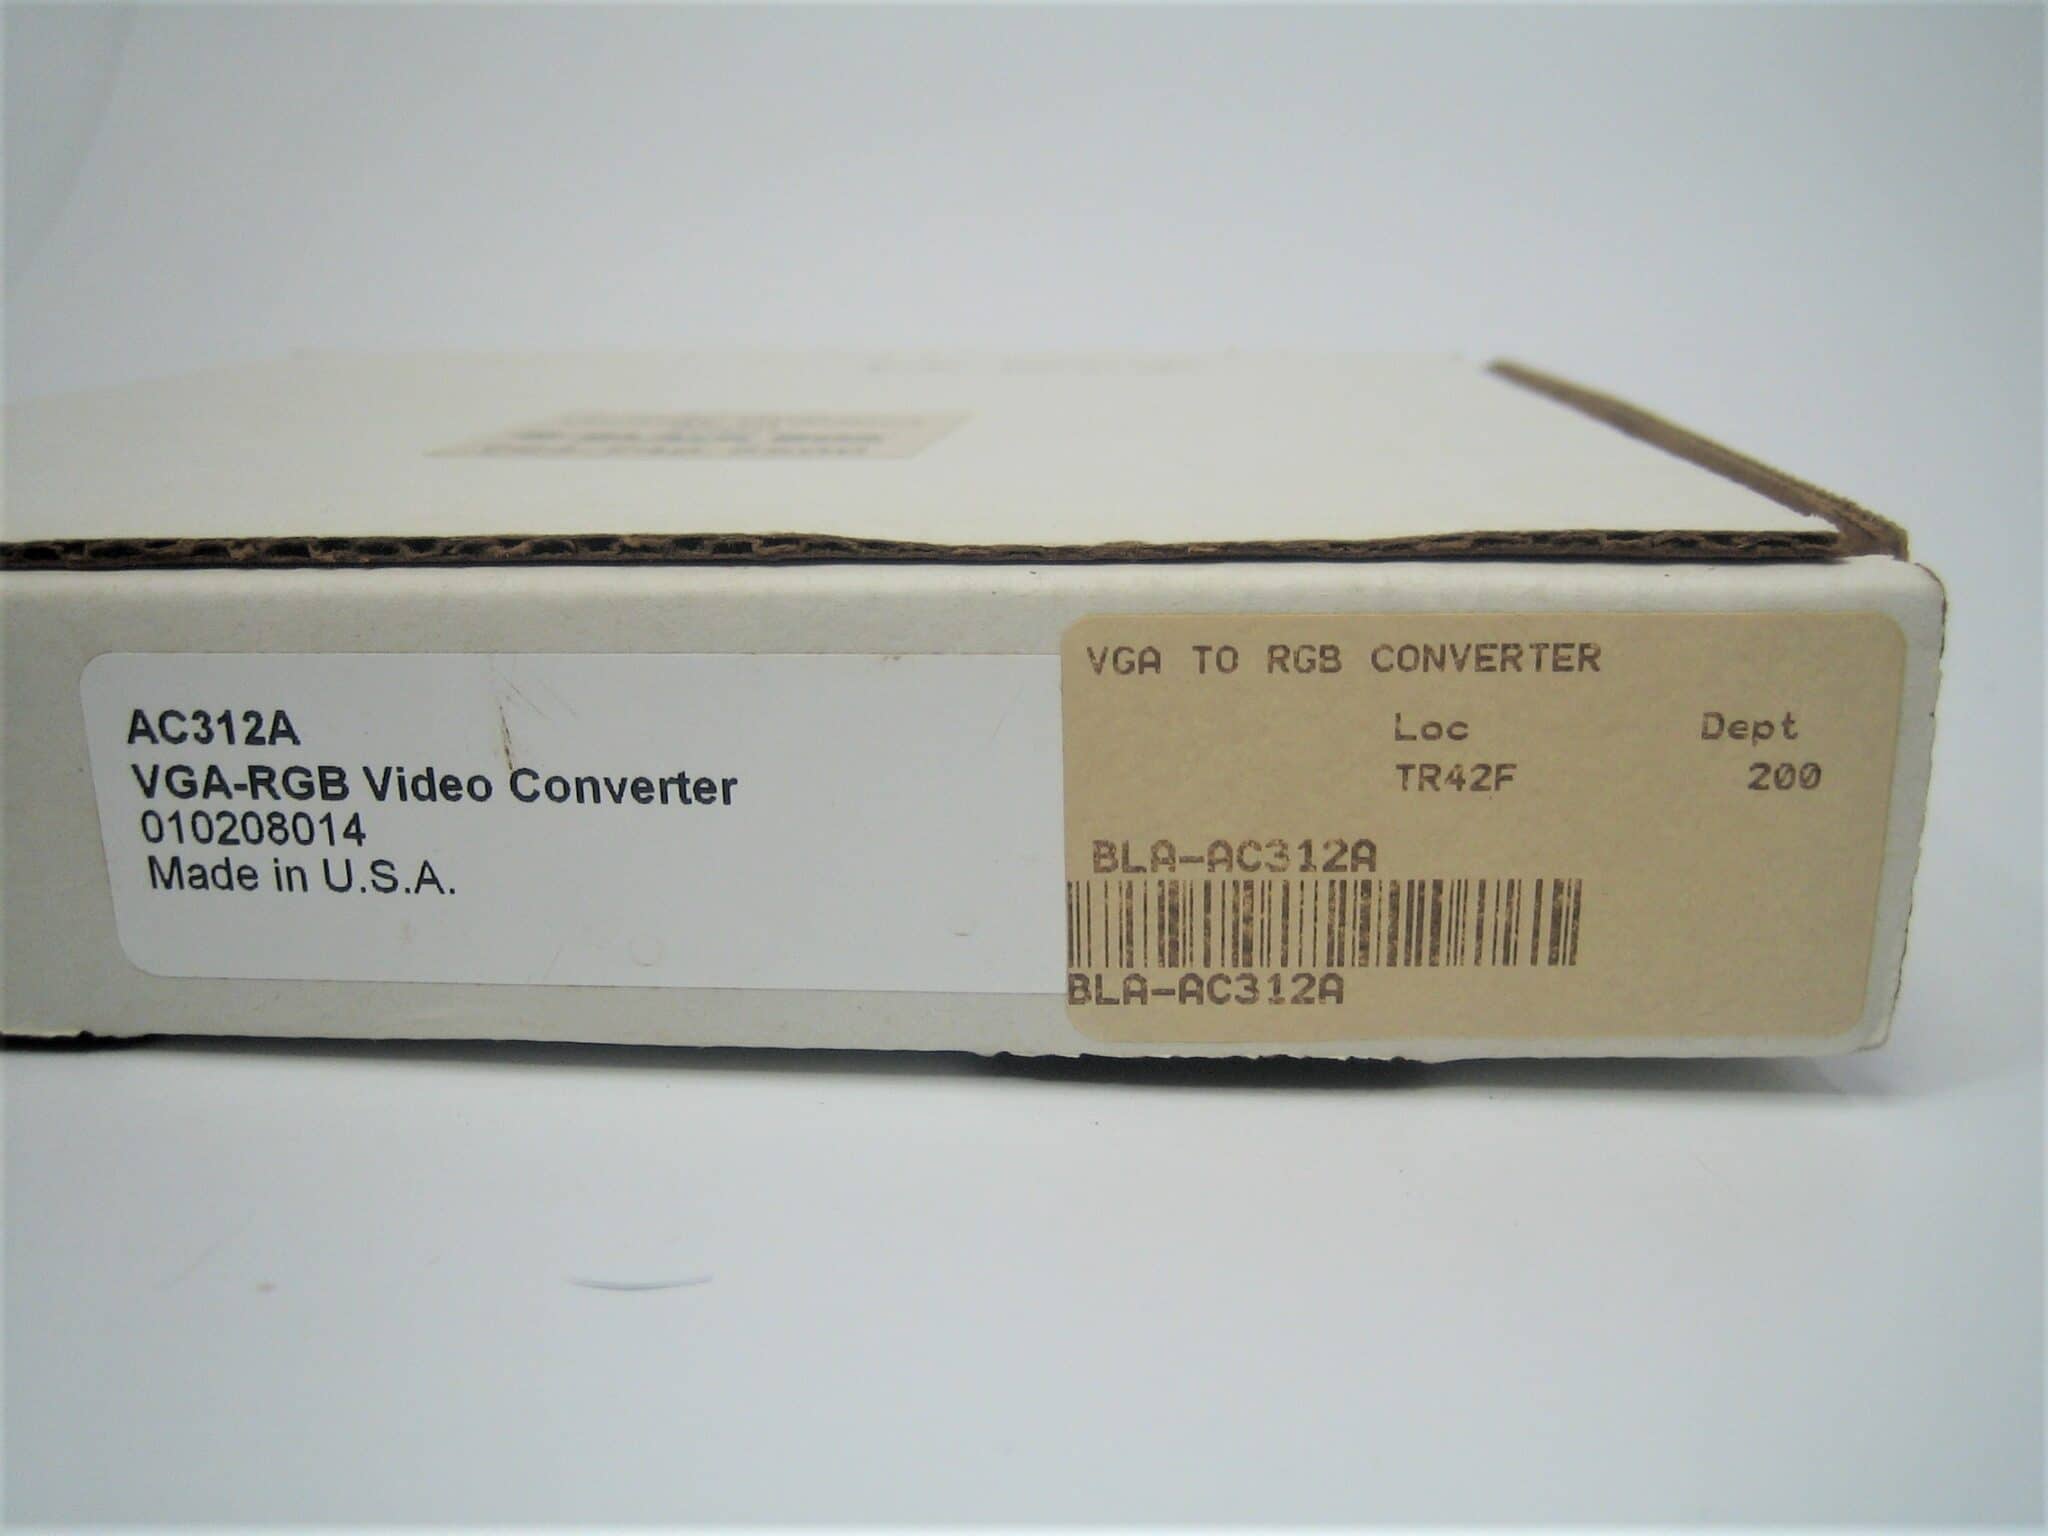 AC312A
VGA-RGB Video Converter
010208014
Made in U.S.A.
VGA TO RGB CONVERTER
Loc Dept
TR42F 200
BLA-AC312A
BLA-AC312A